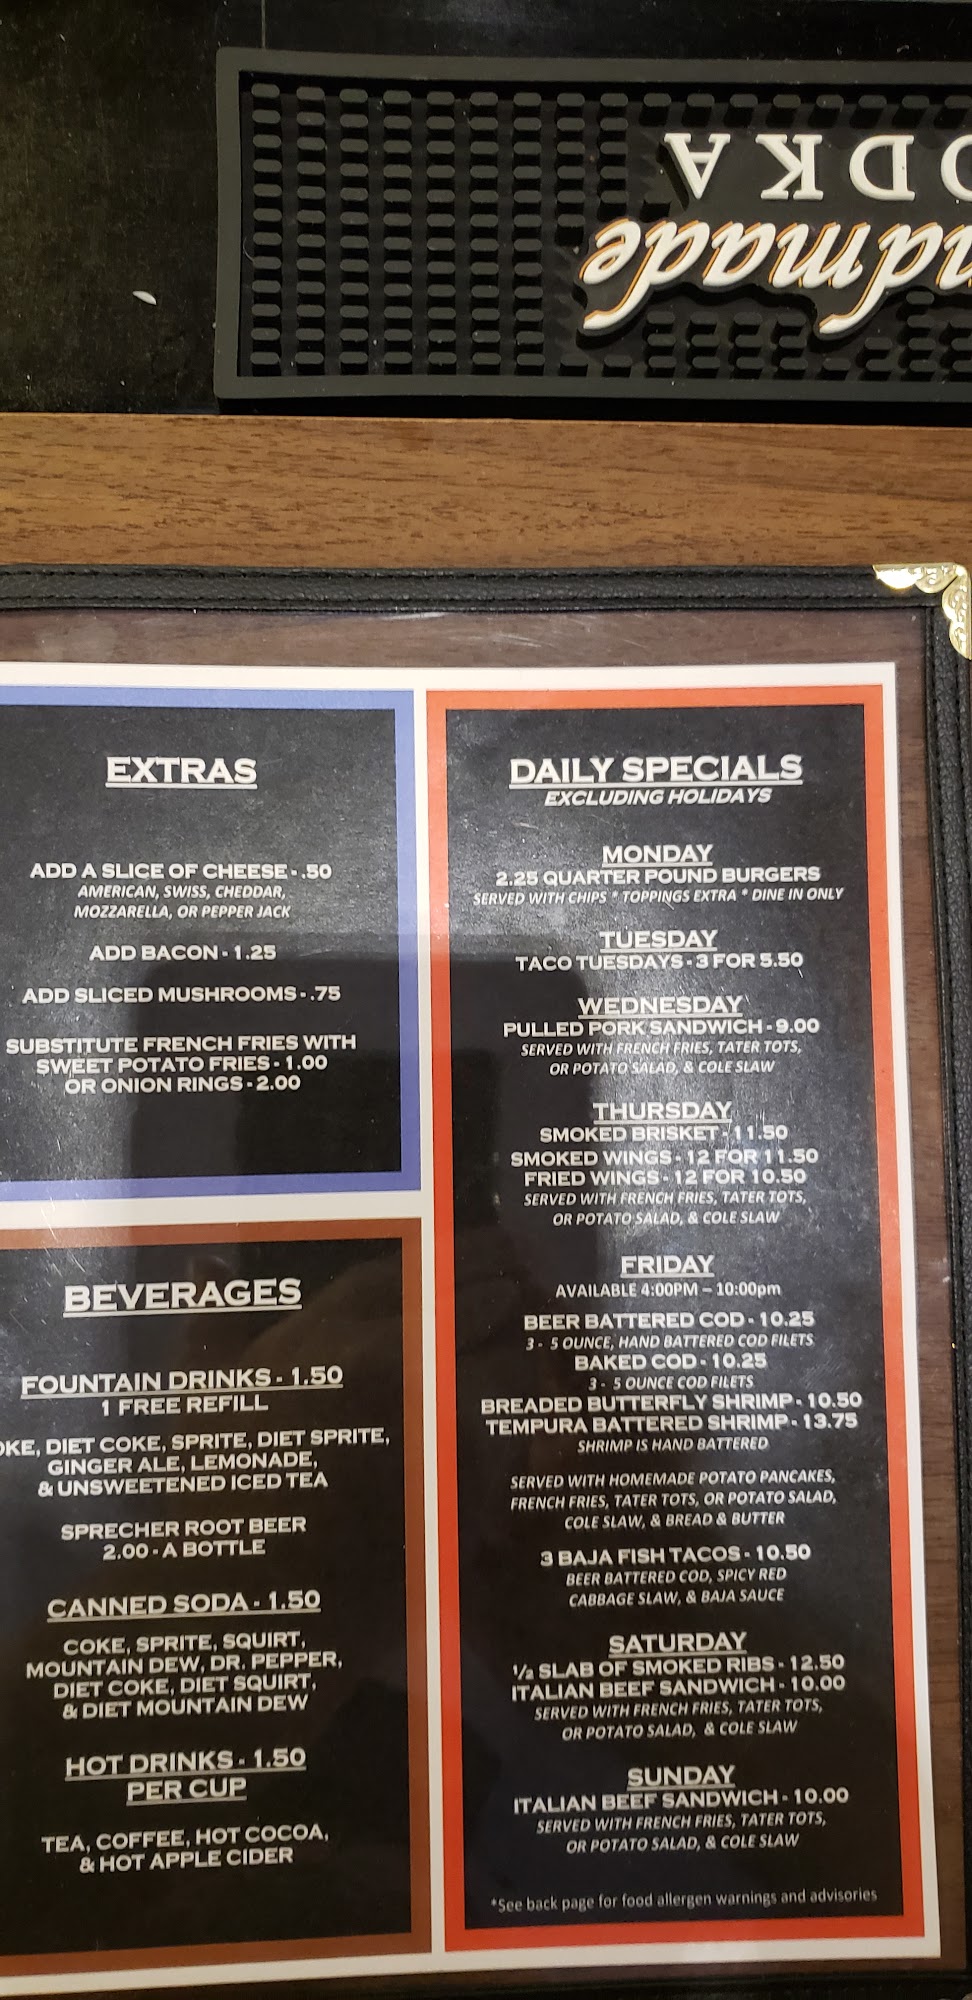 VODKA
EXTRAS
ADD A SLICE OF CHEESE - .50
AMERICAN, SWISS, CHEDDAR,
MOZZARELLA, OR PEPPER JACK
ADD BACON - 1.25
ADD SLICED MUSHROOMS - .75
SUBSTITUTE FRENCH FRIES WITH
SWEET POTATO FRIES - 1.00
OR ONION RINGS - 2.00
BEVERAGES
FOUNTAIN DRINKS - 1.50
1 FREE REFILL
OKE, DIET COKE, SPRITE, DIET SPRITE,
GINGER ALE, LEMONADE,
& UNSWEETENED ICED TEA
SPRECHER ROOT BEER
2.00 - A BOTTLE
CANNED SODA - 1.50
COKE, SPRITE, SQUIRT,
MOUNTAIN DEW, DR. PEPPER,
DIET COKE, DIET SQUIRT,
& DIET MOUNTAIN DEW
HOT DRINKS - 1.50
PER CUP
TEA, COFFEE, HOT COCOA,
& HOT APPLE CIDER
DAILY SPECIALS
EXCLUDING HOLIDAYS
MONDAY
2.25 QUARTER POUND BURGERS
SERVED WITH CHIPS * TOPPINGS EXTRA * DINE IN ONLY
TUESDAY
TACO TUESDAYS - 3 FOR 5.50
WEDNESDAY
PULLED PORK SANDWICH - 9.00
SERVED WITH FRENCH FRIES, TATER TOTS,
OR POTATO SALAD, & COLE SLAW
THURSDAY
SMOKED BRISKET - 11.50
SMOKED WINGS - 12 FOR 11.50
FRIED WINGS - 12 FOR 10.50
SERVED WITH FRENCH FRIES, TATER TOTS,
OR POTATO SALAD, & COLE SLAW
FRIDAY
AVAILABLE 4:00PM – 10:00pm
BEER BATTERED COD - 10.25
3 - 5 OUNCE, HAND BATTERED COD FILETS
BAKED COD - 10.25
3 - 5 OUNCE COD FILETS
BREADED BUTTERFLY SHRIMP - 10.50
TEMPURA BATTERED SHRIMP - 13.75
SHRIMP IS HAND BATTERED
SERVED WITH HOMEMADE POTATO PANCAKES,
FRENCH FRIES, TATER TOTS, OR POTATO SALAD,
COLE SLAW, & BREAD & BUTTER
3 BAJA FISH TACOS - 10.50
BEER BATTERED COD, SPICY RED
CABBAGE SLAW, & BAJA SAUCE
SATURDAY
½ SLAB OF SMOKED RIBS - 12.50
ITALIAN BEEF SANDWICH - 10.00
SERVED WITH FRENCH FRIES, TATER TOTS,
OR POTATO SALAD, & COLE SLAW
SUNDAY
ITALIAN BEEF SANDWICH - 10.00
SERVED WITH FRENCH FRIES, TATER TOTS,
OR POTATO SALAD, & COLE SLAW
*See back page for food allergen warnings and advisories